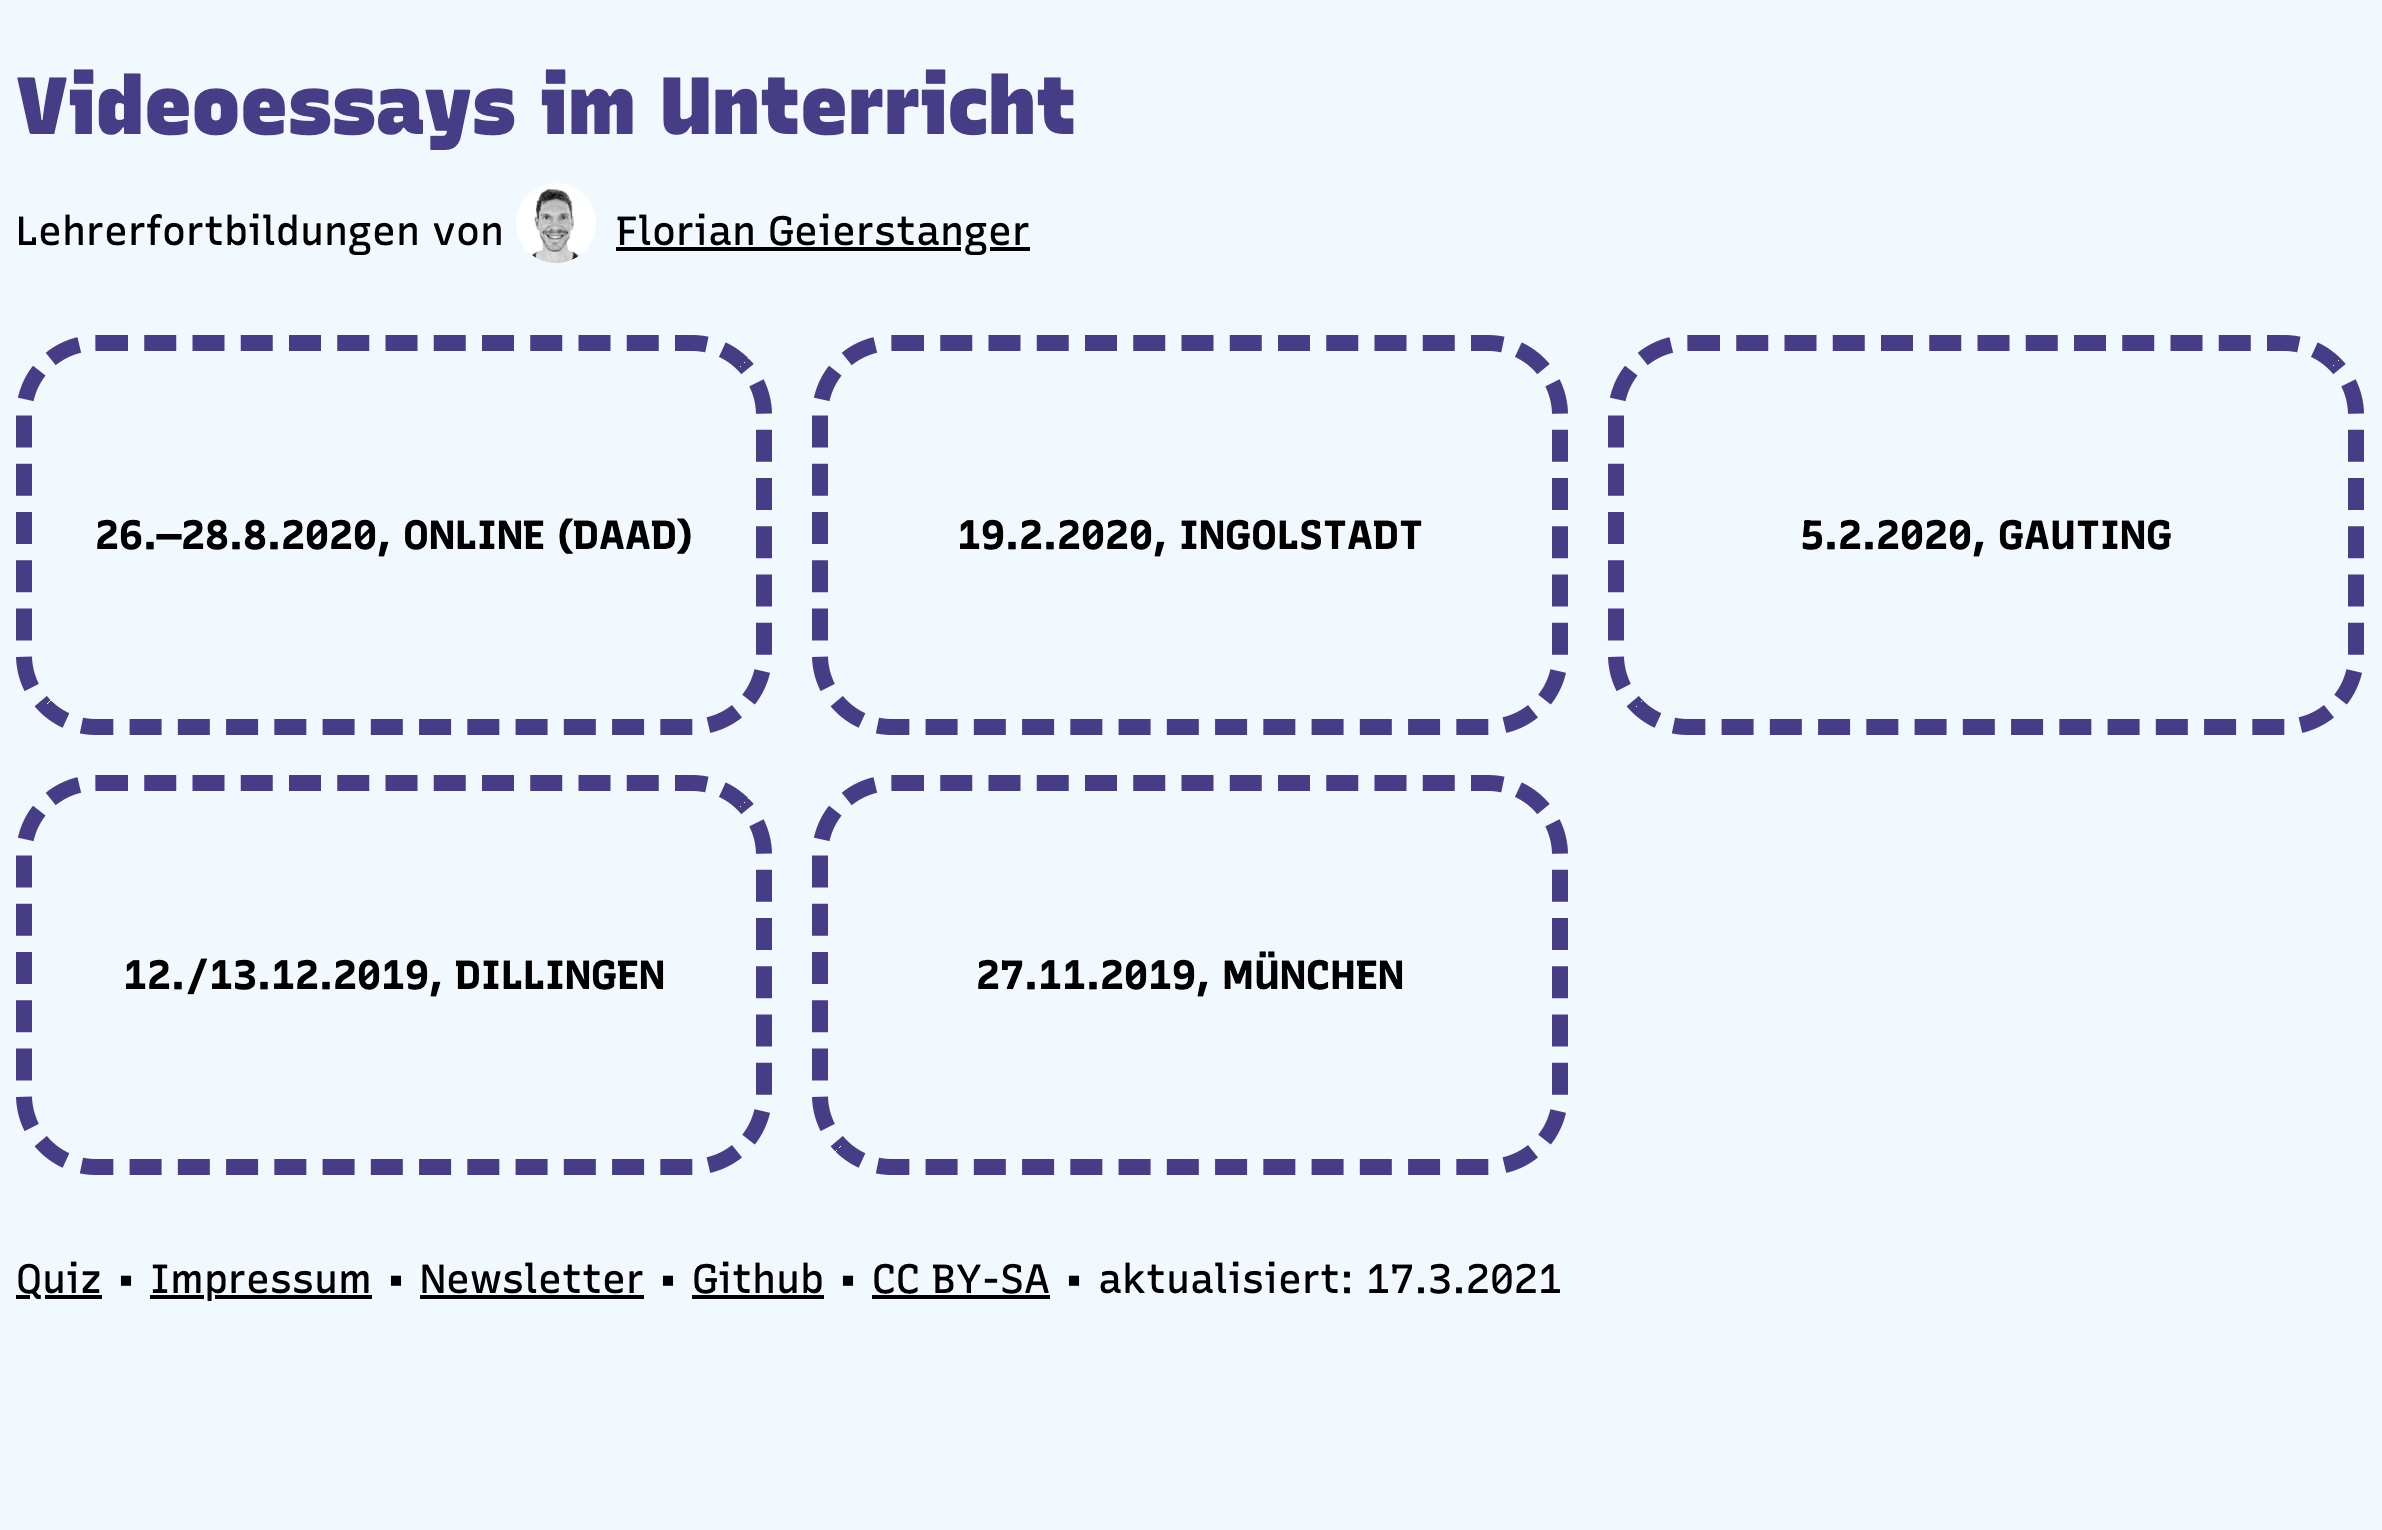 Videoessays im Unterricht
Lehrerfortbildungen von Florian Geierstanger
26.–28.8.2020, ONLINE (DAAD)
19.2.2020, INGOLSTADT
5.2.2020, GAUTING
12./13.12.2019, DILLINGEN
27.11.2019, MÜNCHEN
Quiz ▪ Impressum ▪ Newsletter ▪ Github ▪ CC BY-SA ▪ aktualisiert: 17.3.2021